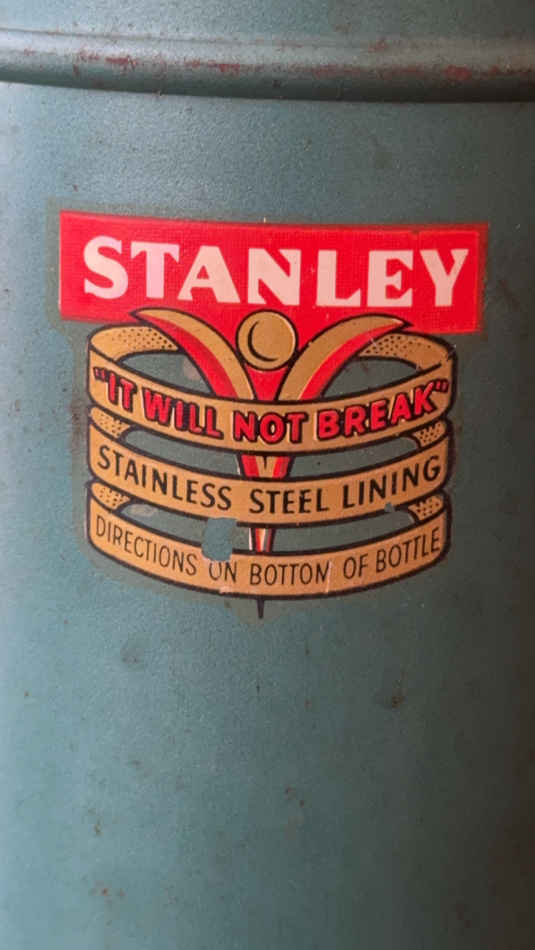 STANLEY
"IT WILL NOT BREAK"
STAINLESS STEEL LINING
DIRECTIONS ON BOTTOM OF BOTTLE